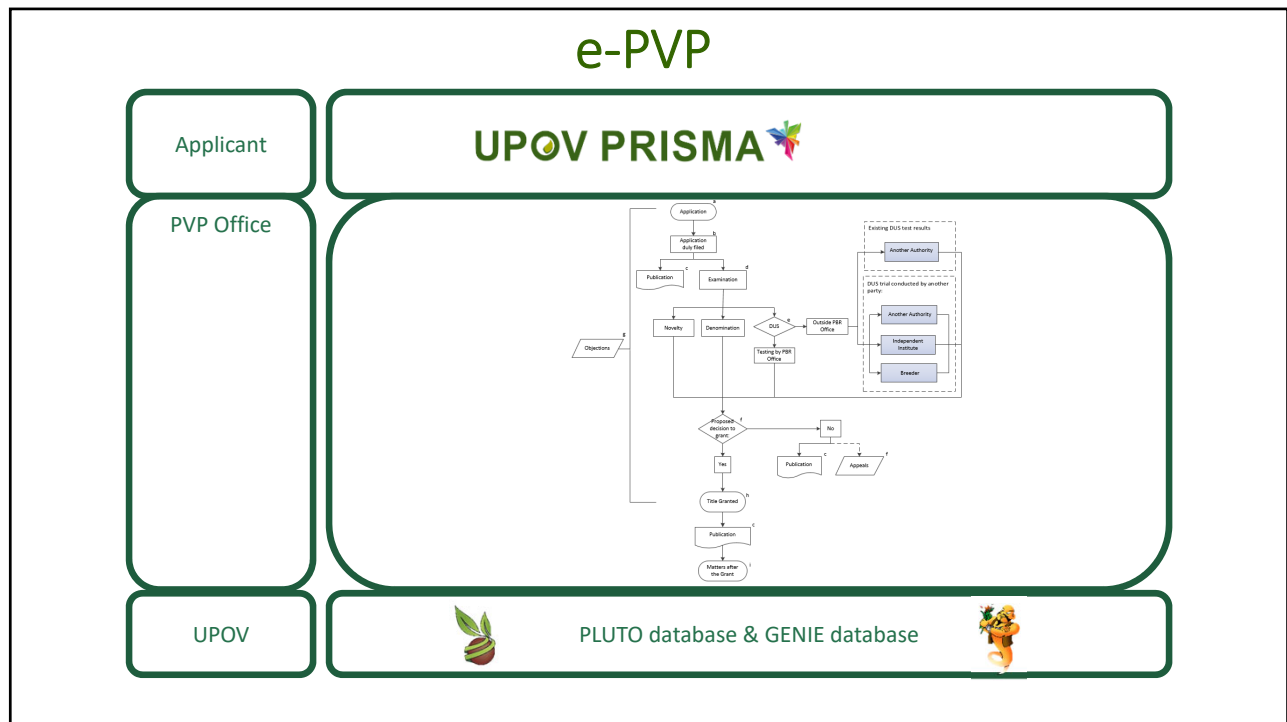 e-PVP
Applicant
UPOV PRISMA
PVP Office
a
Application
b
Application
duly filed
c
Publication
d
Examination
Existing DUS test results
Another Authority
DUS trial conducted by another
party:
Another Authority
Independent
Institute
Breeder
Novelty
Denomination
e
DUS
Outside PBR
Office
Testing by PBR
Office
g
Objections
f
Proposed
decision to
grant
No
Yes
c
Publication
f
Appeals
h
Title Granted
c
Publication
i
Matters after
the Grant
UPOV
PLUTO database & GENIE database